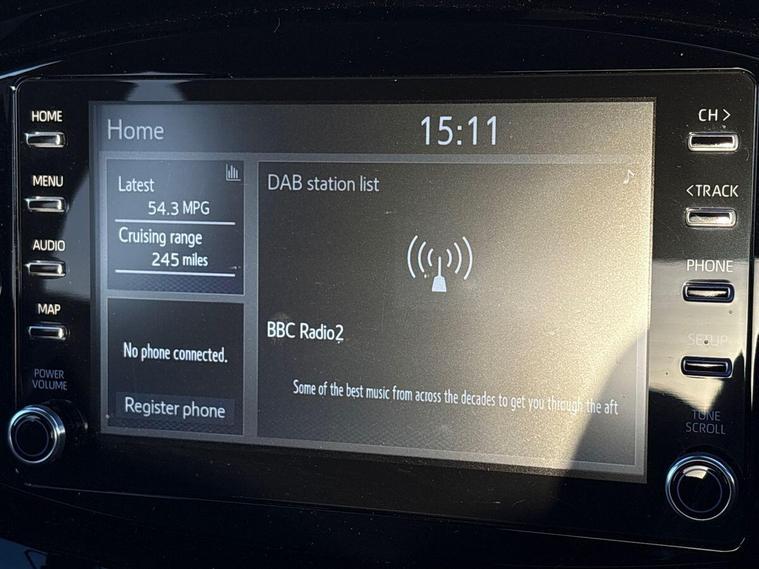 HOME
MENU
AUDIO
MAP
POWER
VOLUME
Home
15:11
Latest
54.3 MPG
Cruising range
245 miles
No phone connected.
Register phone
DAB station list
BBC Radio2
Some of the best music from across the decades to get you through the aft
CH >
< TRACK
PHONE
SETUP
TUNE
SCROLL